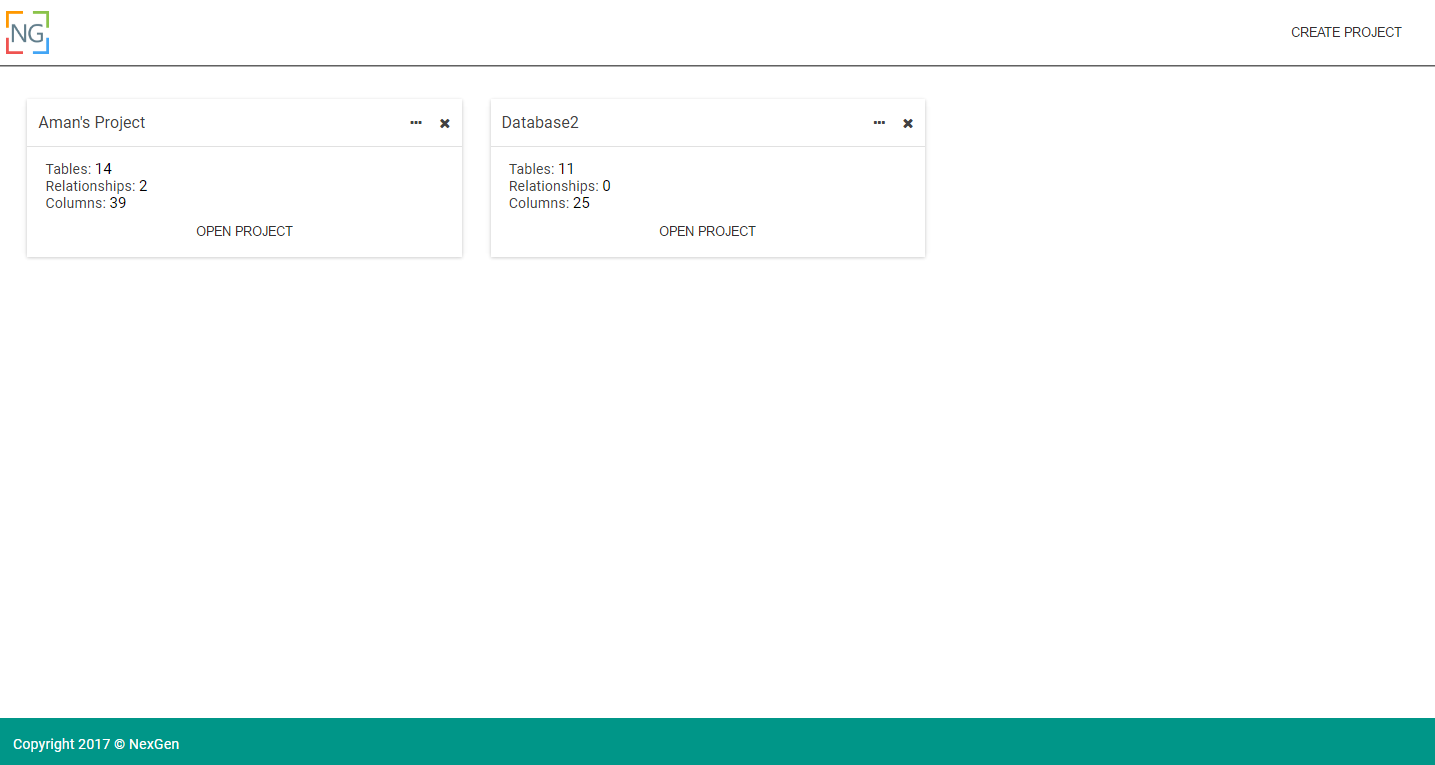 NG
CREATE PROJECT
Aman's Project
Tables: 14
Relationships: 2
Columns: 39
OPEN PROJECT
Database2
Tables: 11
Relationships: 0
Columns: 25
OPEN PROJECT
Copyright 2017 © NexGen